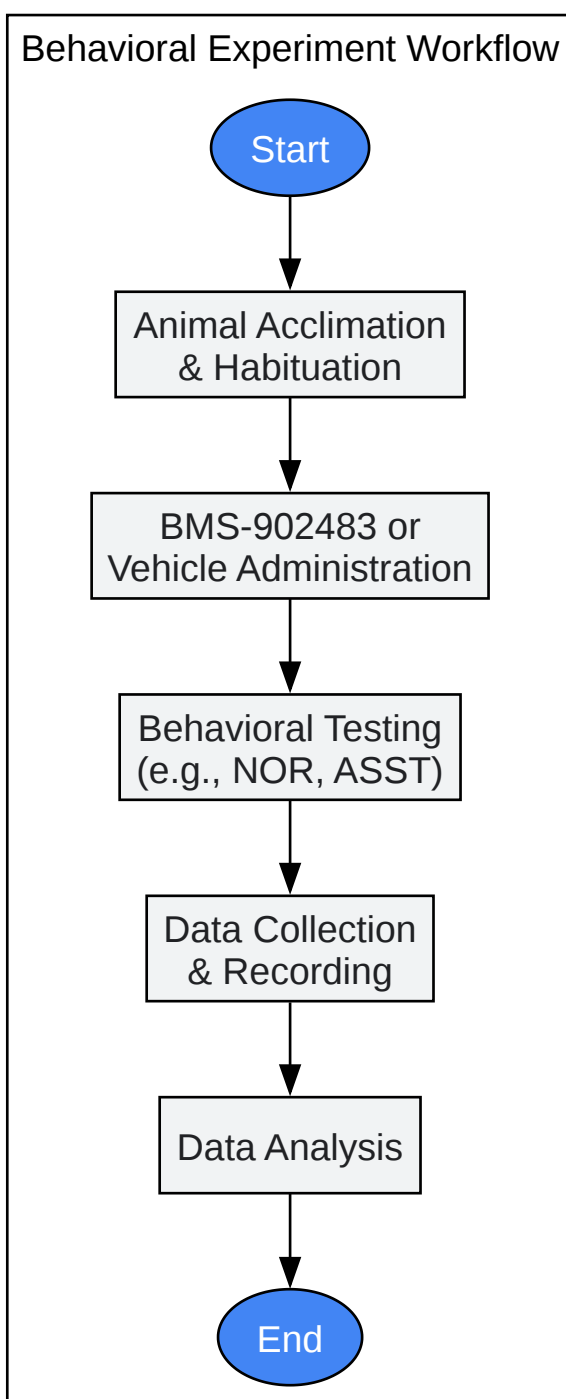 Behavioral Experiment Workflow
Start
Animal Acclimation
& Habituation
BMS-902483 or
Vehicle Administration
Behavioral Testing
(e.g., NOR, ASST)
Data Collection
& Recording
Data Analysis
End